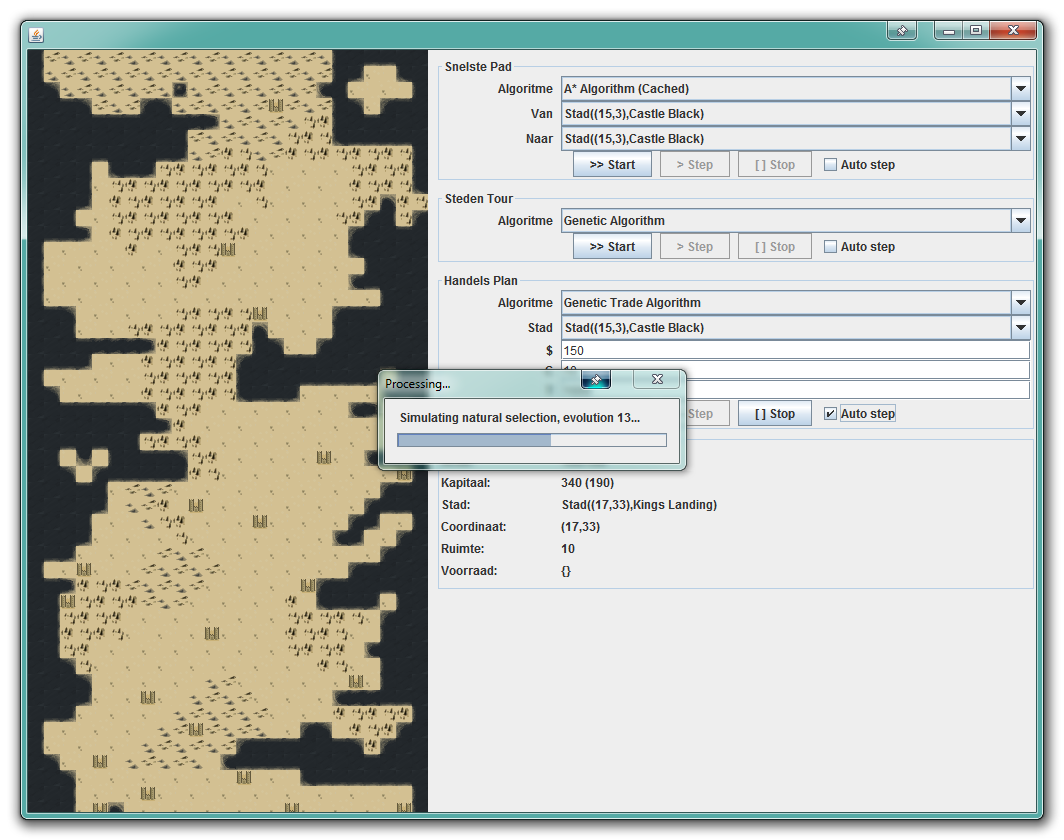 Snelste Pad
Algoritme A* Algorithm (Cached)
Van Stad((15,3),Castle Black)
Naar Stad((15,3),Castle Black)
>> Start > Step [ ] Stop Auto step
Steden Tour
Algoritme Genetic Algorithm
>> Start > Step [ ] Stop Auto step
Handels Plan
Algoritme Genetic Trade Algorithm
Stad Stad((15,3),Castle Black)
$ 150
Processing...
Step [ ] Stop Auto step
Simulating natural selection, evolution 13...
Kapitaal: 340 (190)
Stad: Stad((17,33),Kings Landing)
Coordinaat: (17,33)
Ruimte: 10
Voorraad: {}